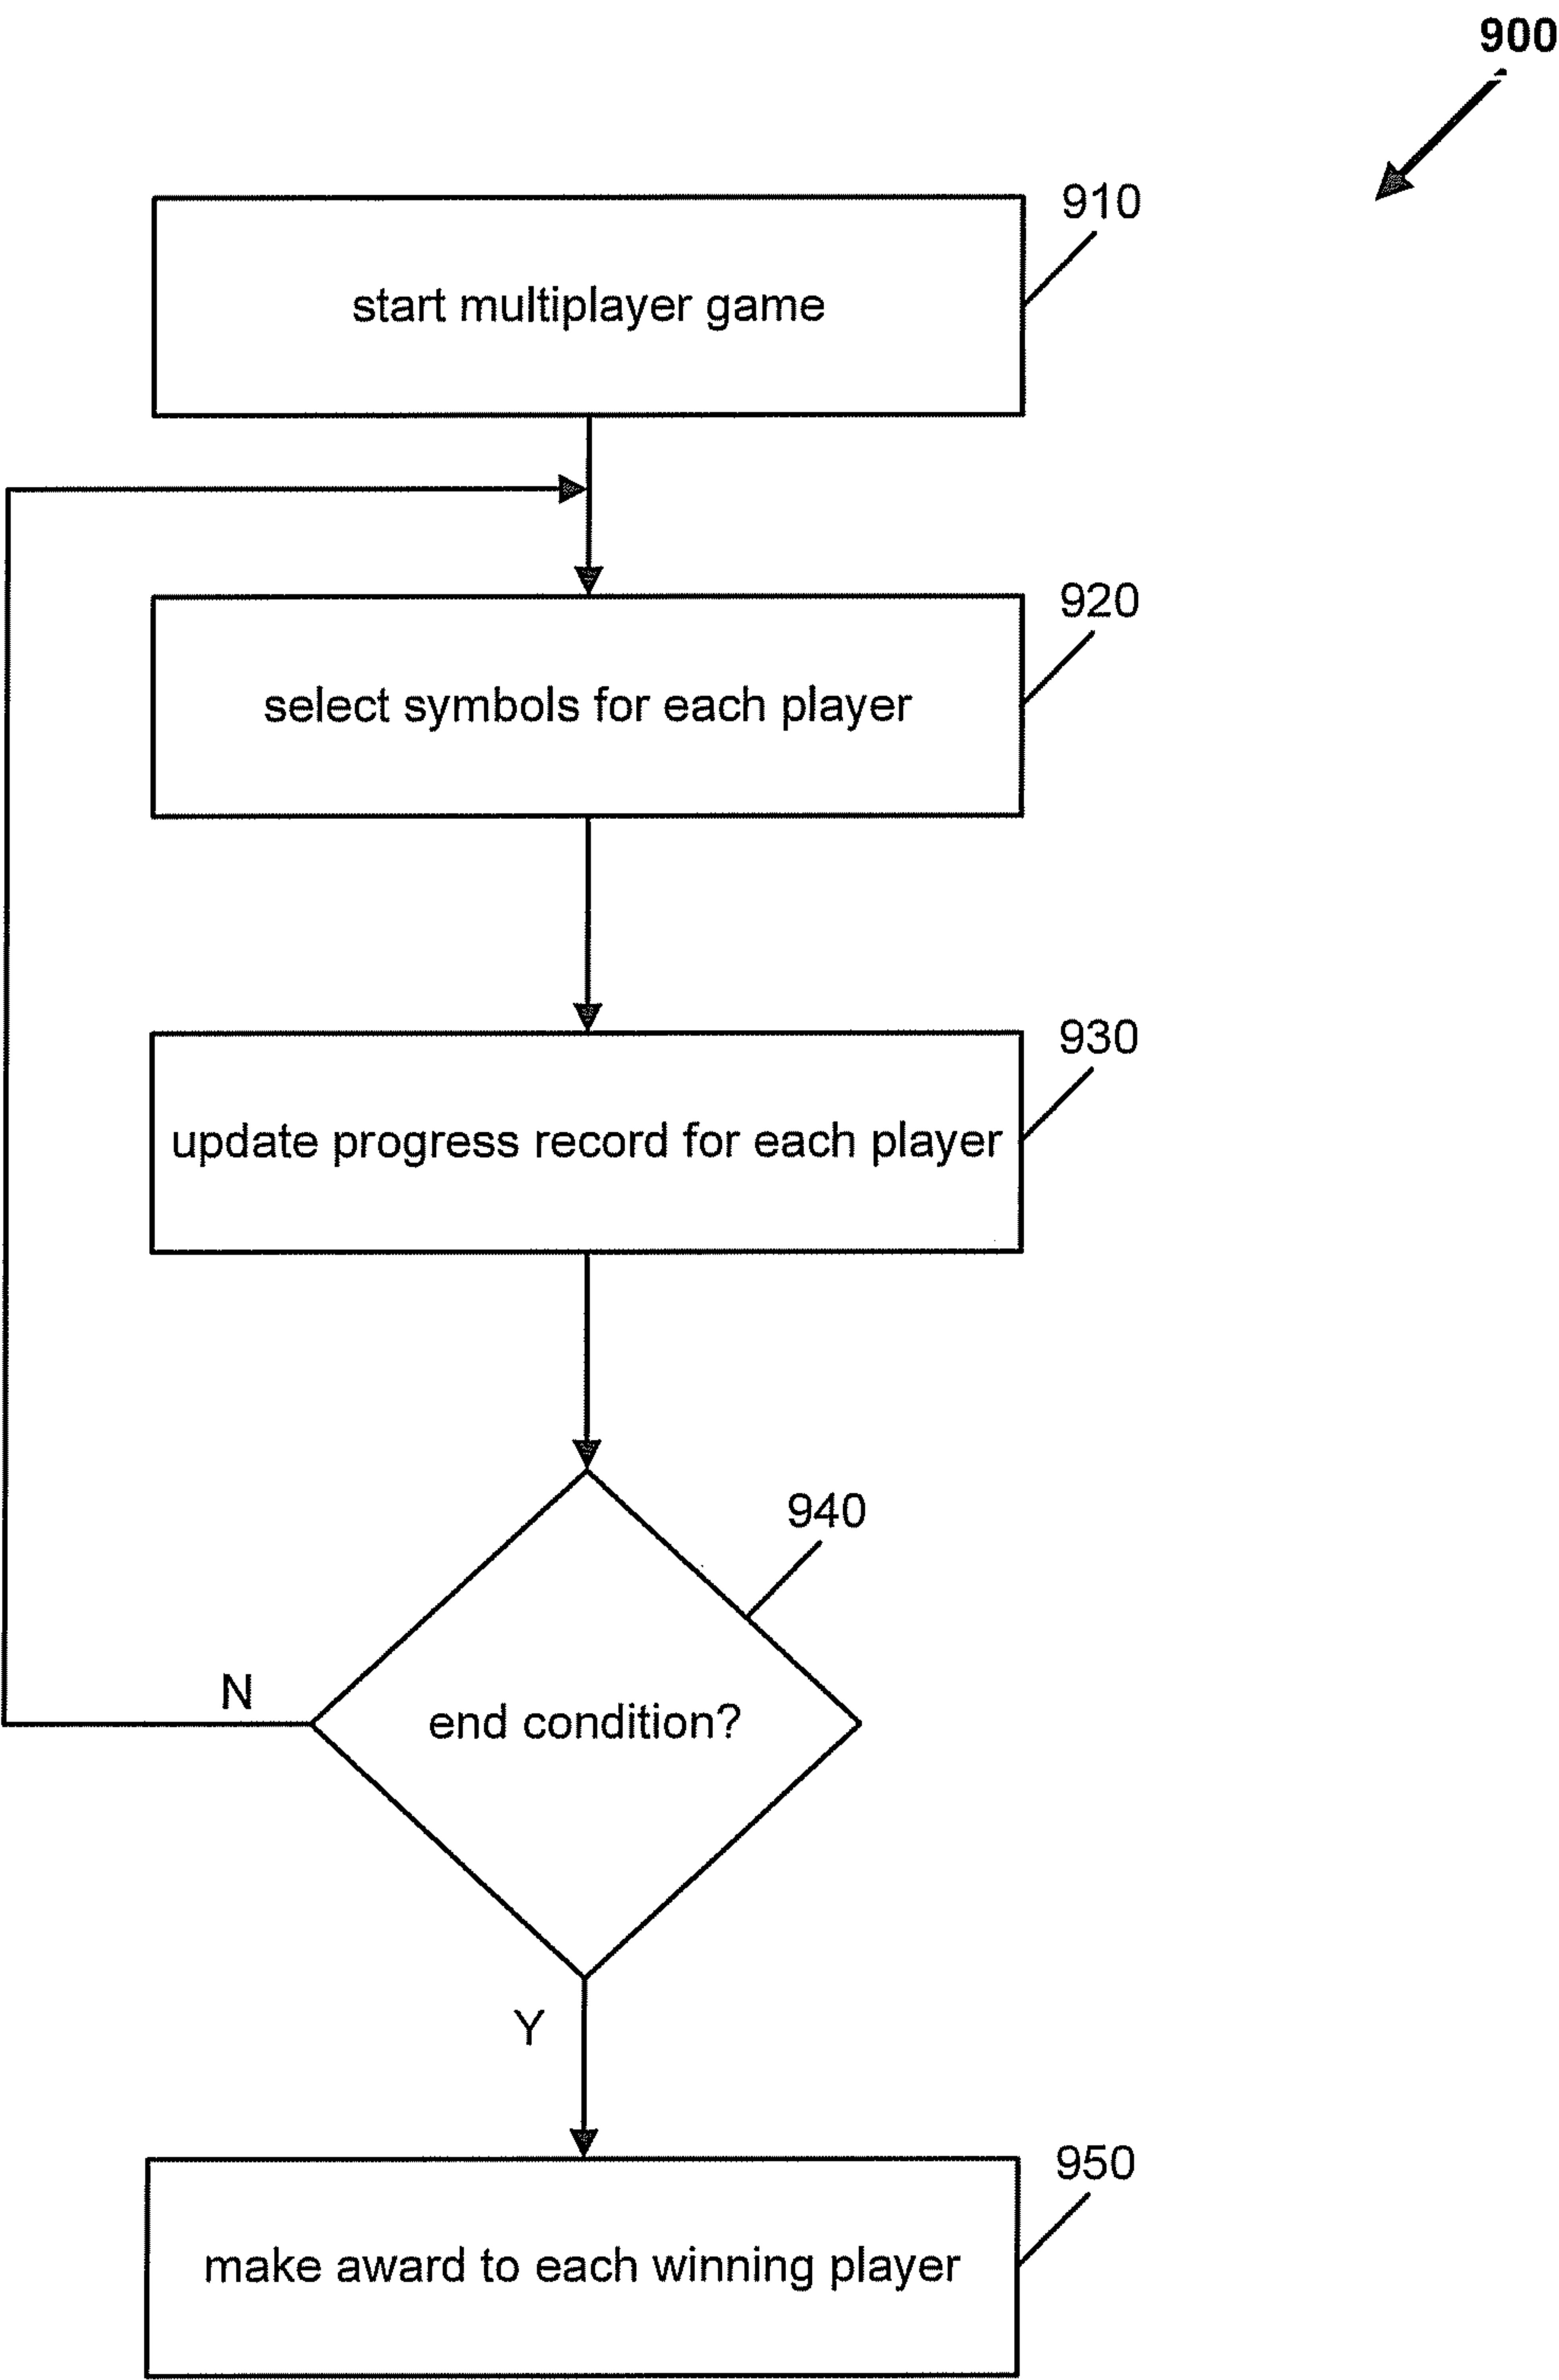 900
910
start multiplayer game
920
select symbols for each player
930
update progress record for each player
940
N
end condition?
Y
950
make award to each winning player